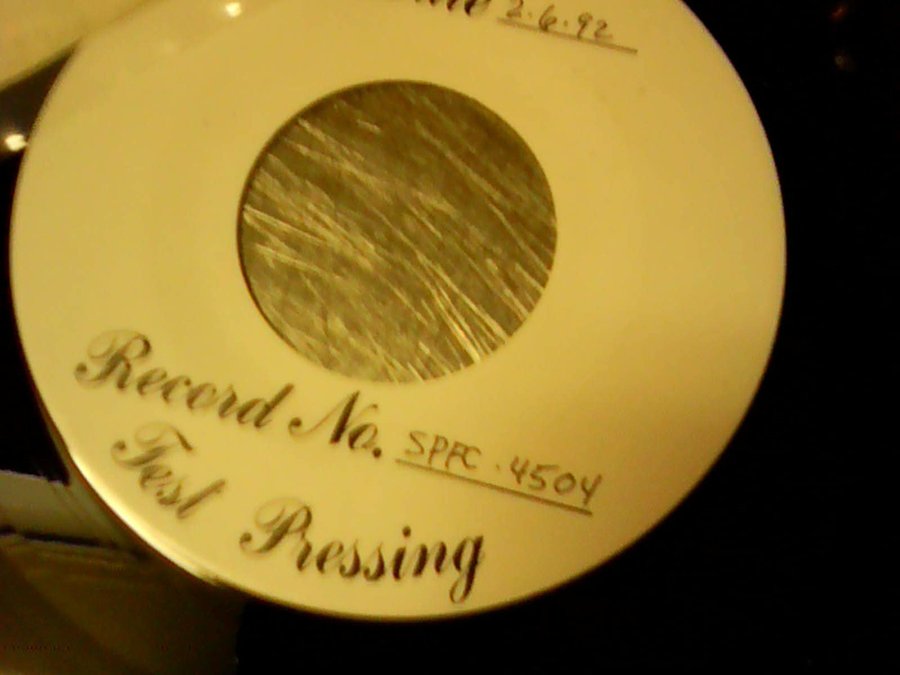 2.6.92
Record No. SPFC · 4504
Test Pressing